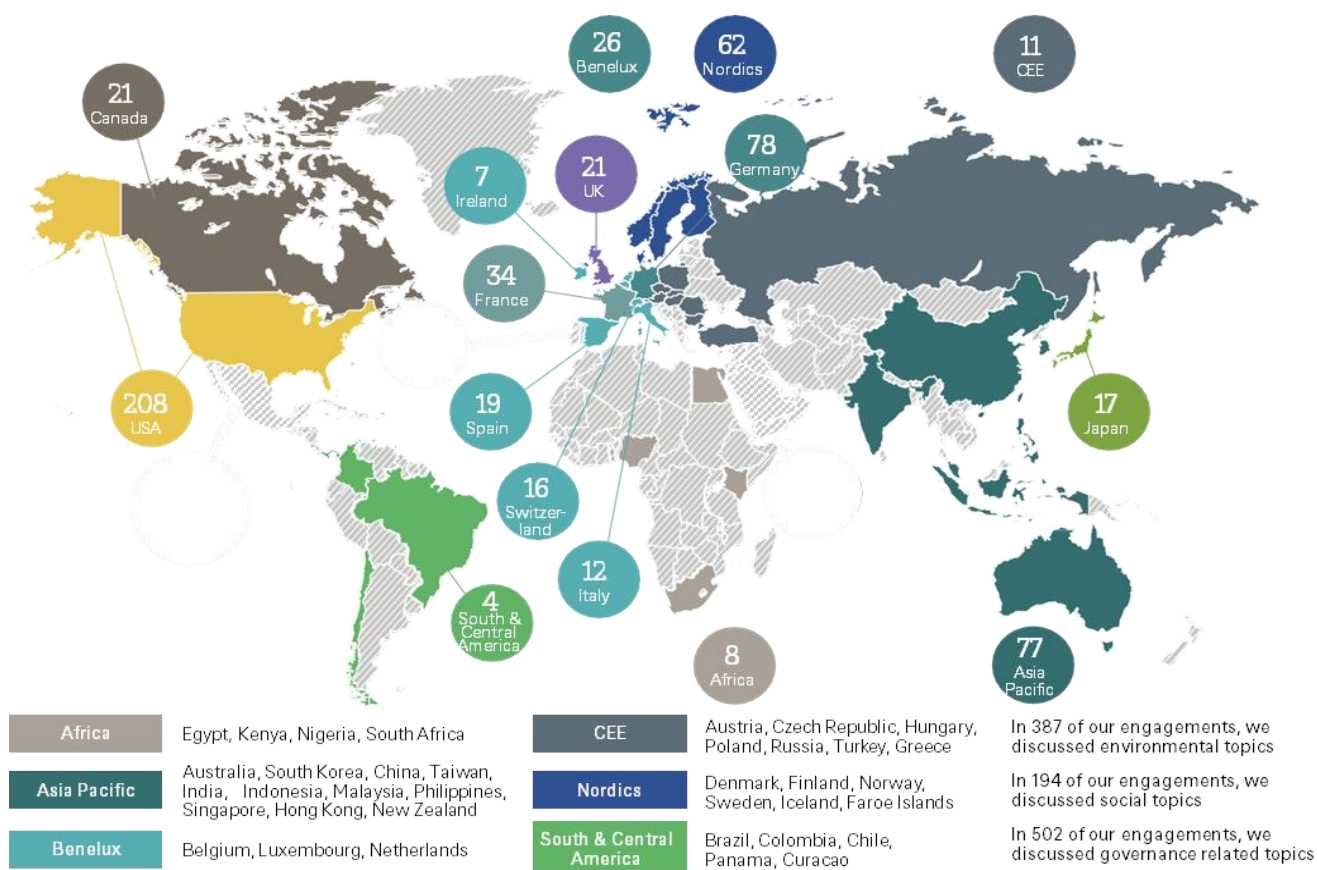 26
Benelux
62
Nordics
11
CEE
21
Canada
78
Germany
7
Ireland
21
UK
34
France
208
USA
19
Spain
17
Japan
16
Switzer-
land
12
Italy
4
South &
Central
America
8
Africa
77
Asia
Pacific
Africa
Egypt, Kenya, Nigeria, South Africa
Asia Pacific
Australia, South Korea, China, Taiwan,
India, Indonesia, Malaysia, Philippines,
Singapore, Hong Kong, New Zealand
Benelux
Belgium, Luxembourg, Netherlands
CEE
Austria, Czech Republic, Hungary,
Poland, Russia, Turkey, Greece
Nordics
Denmark, Finland, Norway,
Sweden, Iceland, Faroe Islands
South & Central
America
Brazil, Colombia, Chile,
Panama, Curacao
In 387 of our engagements, we
discussed environmental topics
In 194 of our engagements, we
discussed social topics
In 502 of our engagements, we
discussed governance related topics